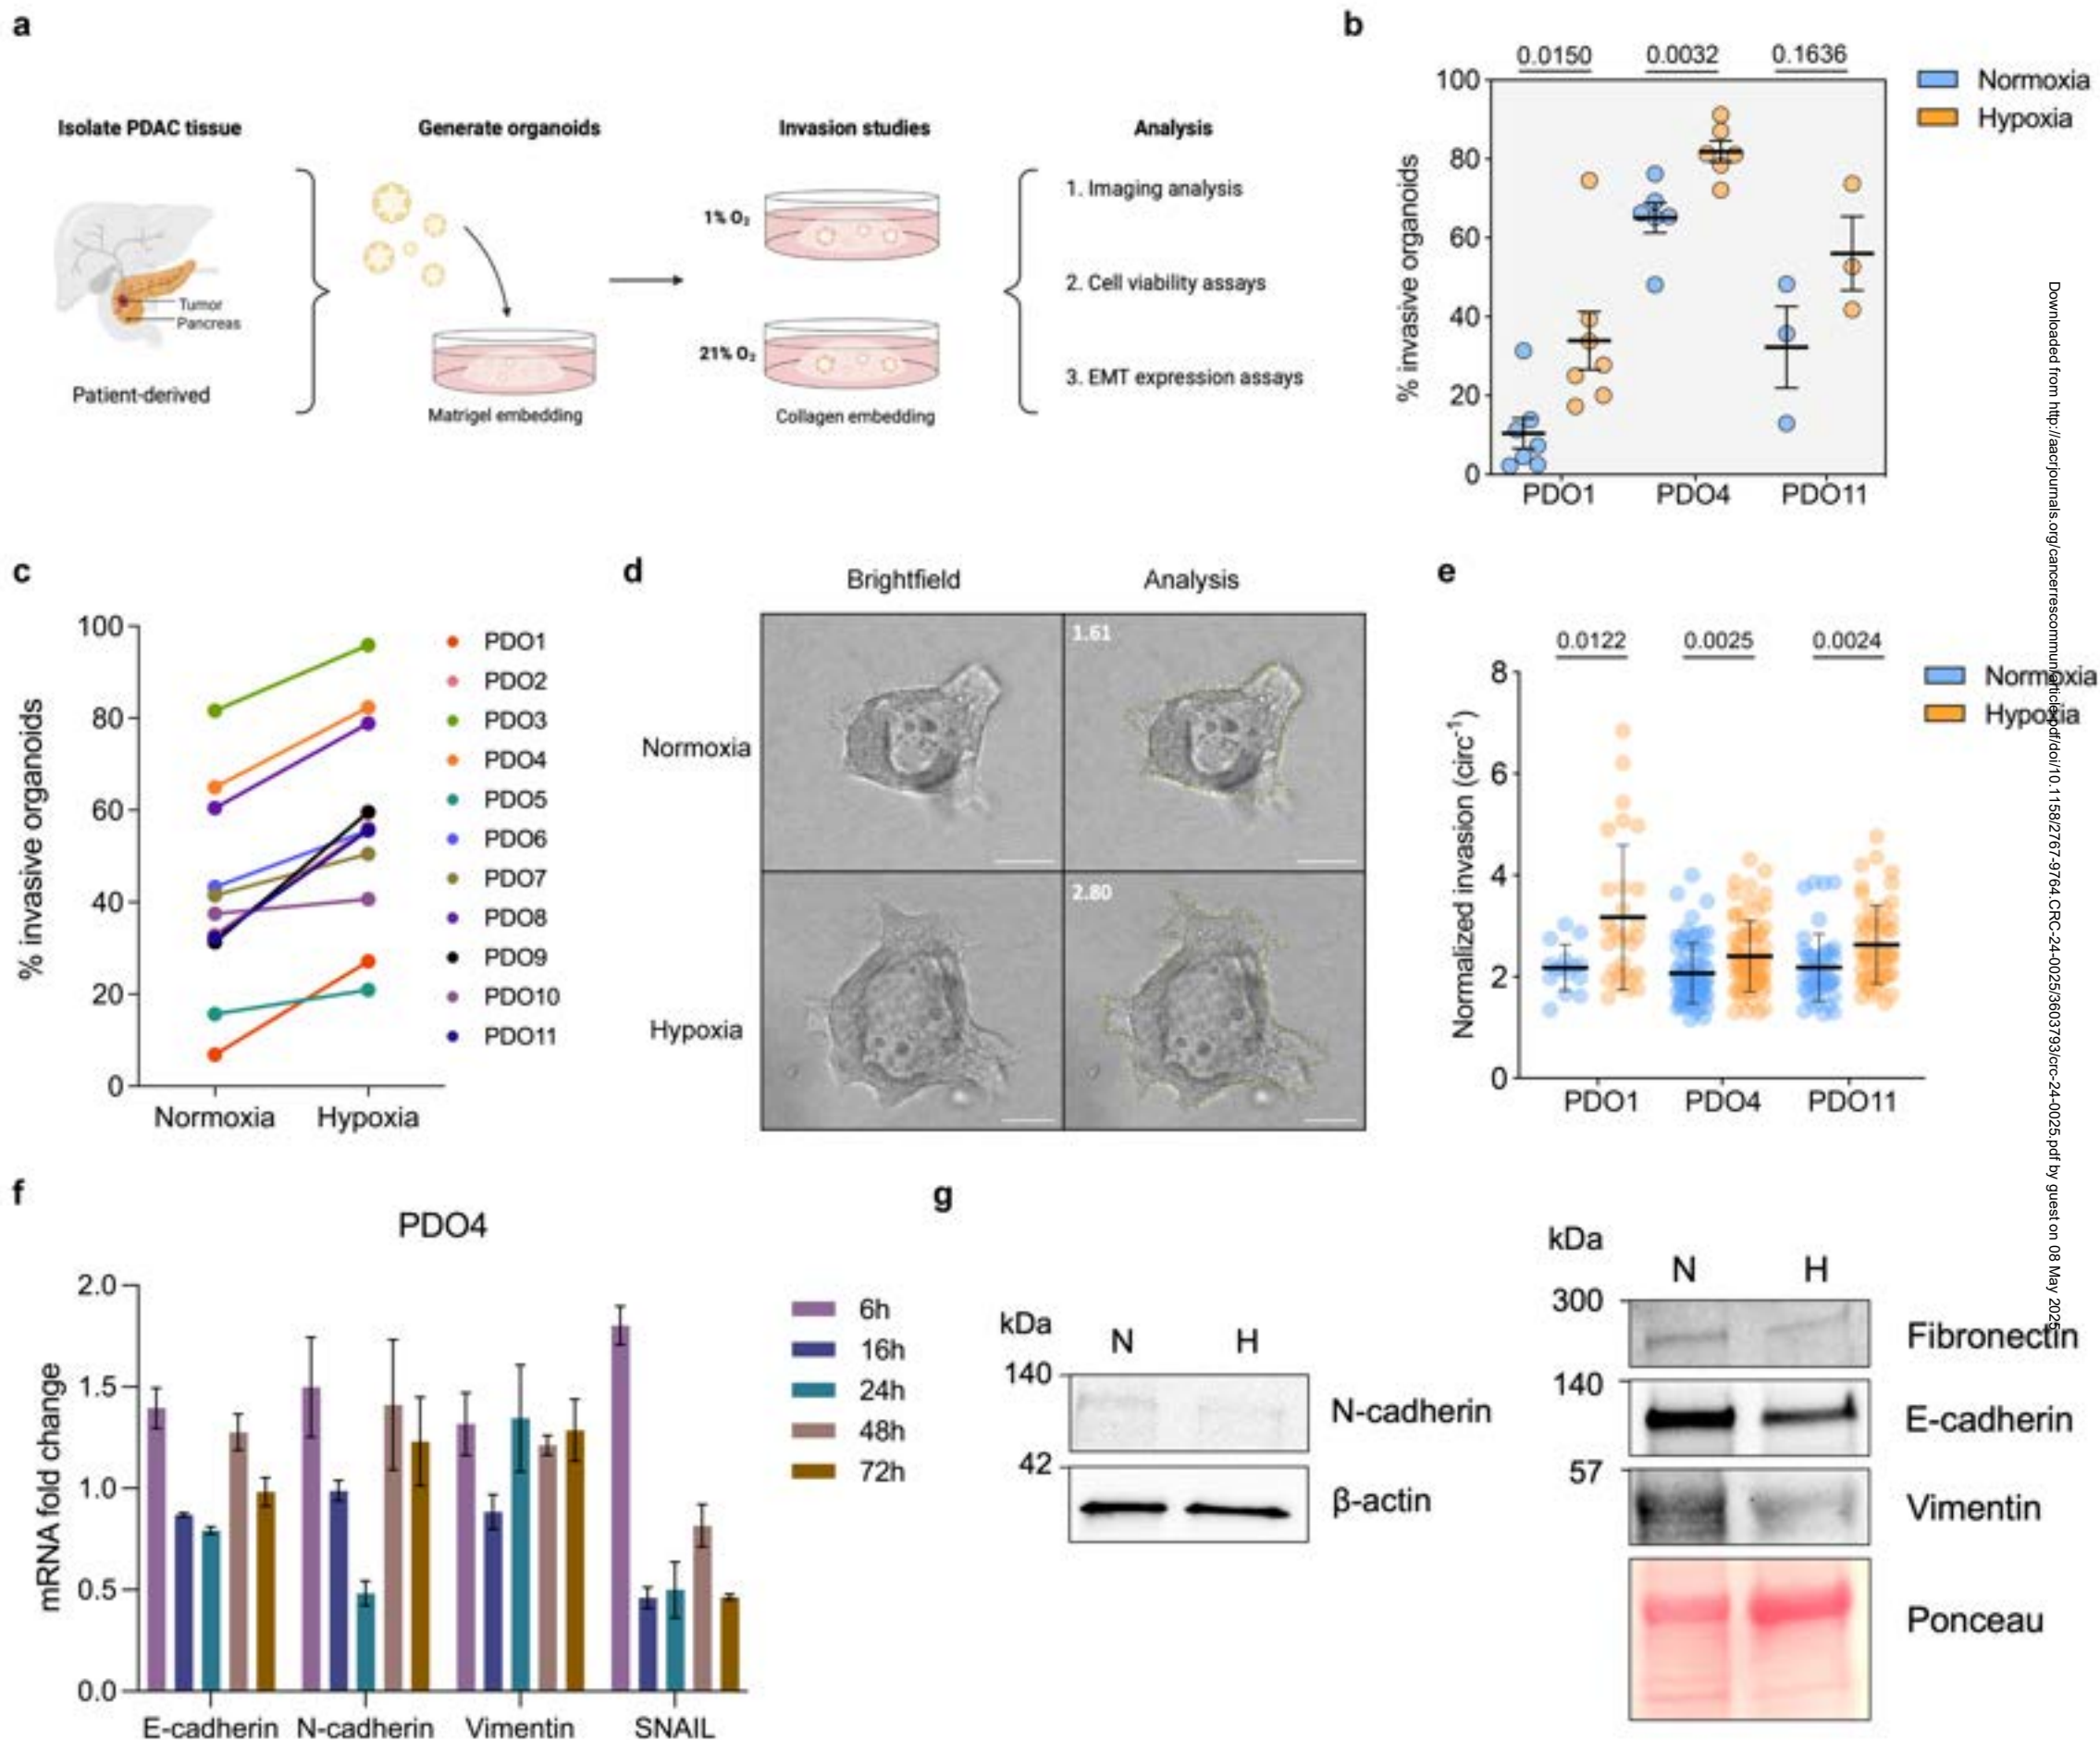 a
Isolate PDAC tissue
Generate organoids
Invasion studies
Analysis
Tumor
Pancreas
Patient-derived
Matrigel embedding
1% O₂
21% O₂
Collagen embedding
1. Imaging analysis
2. Cell viability assays
3. EMT expression assays
b
0.0150 0.0032 0.1636
Normoxia
Hypoxia
% invasive organoids
100
80
60
40
20
0
PDO1 PDO4 PDO11
c
% invasive organoids
100
80
60
40
20
0
Normoxia Hypoxia
PDO1
PDO2
PDO3
PDO4
PDO5
PDO6
PDO7
PDO8
PDO9
PDO10
PDO11
d
Brightfield Analysis
Normoxia
1.61
Hypoxia
2.80
e
0.0122 0.0025 0.0024
Normoxia
Hypoxia
Normalized invasion (circ⁻¹)
8
6
4
2
0
PDO1 PDO4 PDO11
f
PDO4
mRNA fold change
2.0
1.5
1.0
0.5
0.0
E-cadherin N-cadherin Vimentin SNAIL
6h
16h
24h
48h
72h
g
kDa
N H
140
N-cadherin
42
β-actin
kDa
N H
300
Fibronectin
140
E-cadherin
57
Vimentin
Ponceau
Downloaded from http://aacrjournals.org/cancerrescommun/article-pdf/doi/10.1158/2767-9764.CRC-24-0025/3603793/crc-24-0025.pdf by guest on 08 May 2025